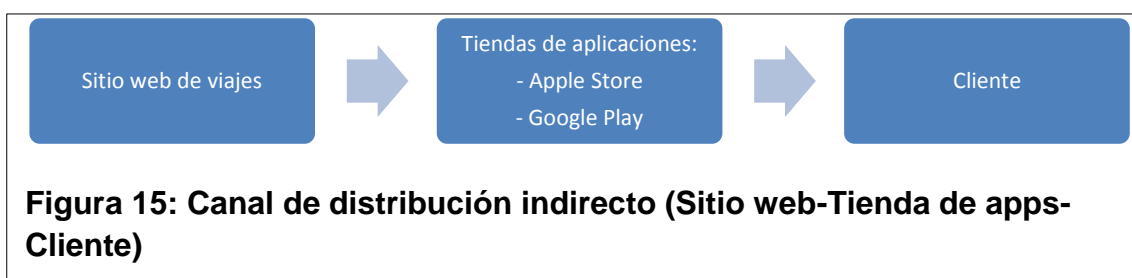 Sitio web de viajes
Tiendas de aplicaciones:
- Apple Store
- Google Play
Cliente
Figura 15: Canal de distribución indirecto (Sitio web-Tienda de apps-
Cliente)